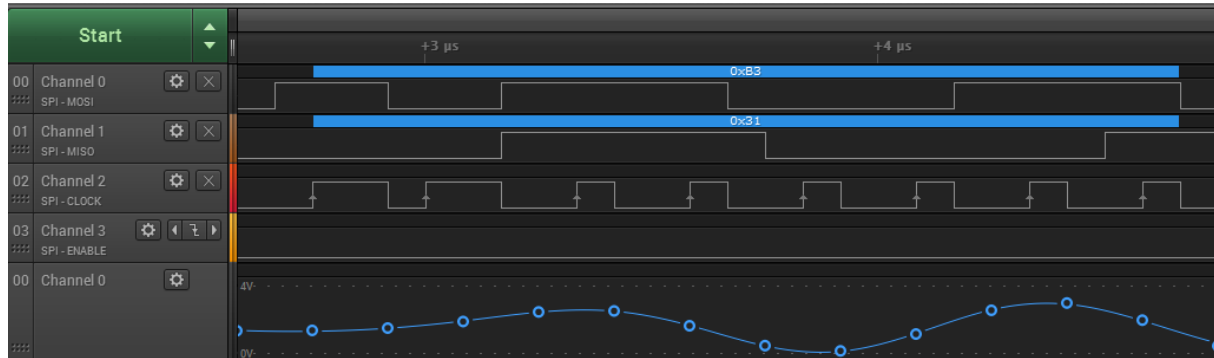 Start
+3 µs
+4 µs
00 Channel 0
SPI - MOSI
0xB3
01 Channel 1
SPI - MISO
0x31
02 Channel 2
SPI - CLOCK
03 Channel 3
SPI - ENABLE
00 Channel 0
4V
0V